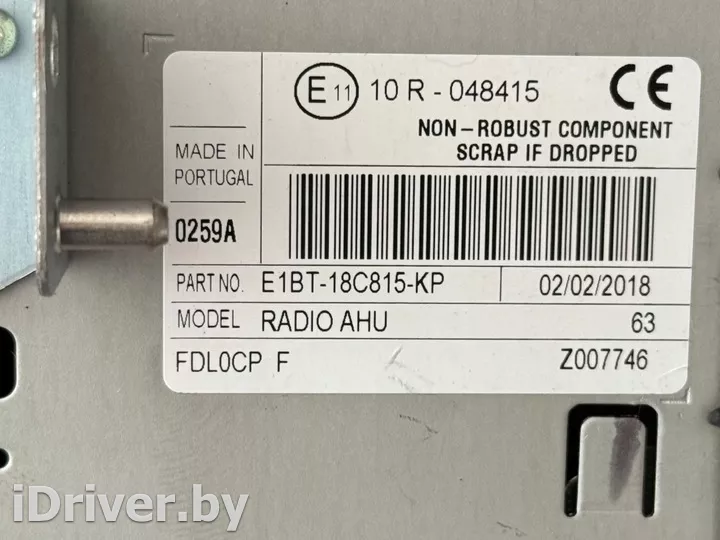 E 11 10 R - 048415 CE
NON-ROBUST COMPONENT
SCRAP IF DROPPED
MADE IN
PORTUGAL
0259A
PART NO. E1BT-18C815-KP 02/02/2018
MODEL RADIO AHU 63
FDL0CP F Z007746
iDriver.by